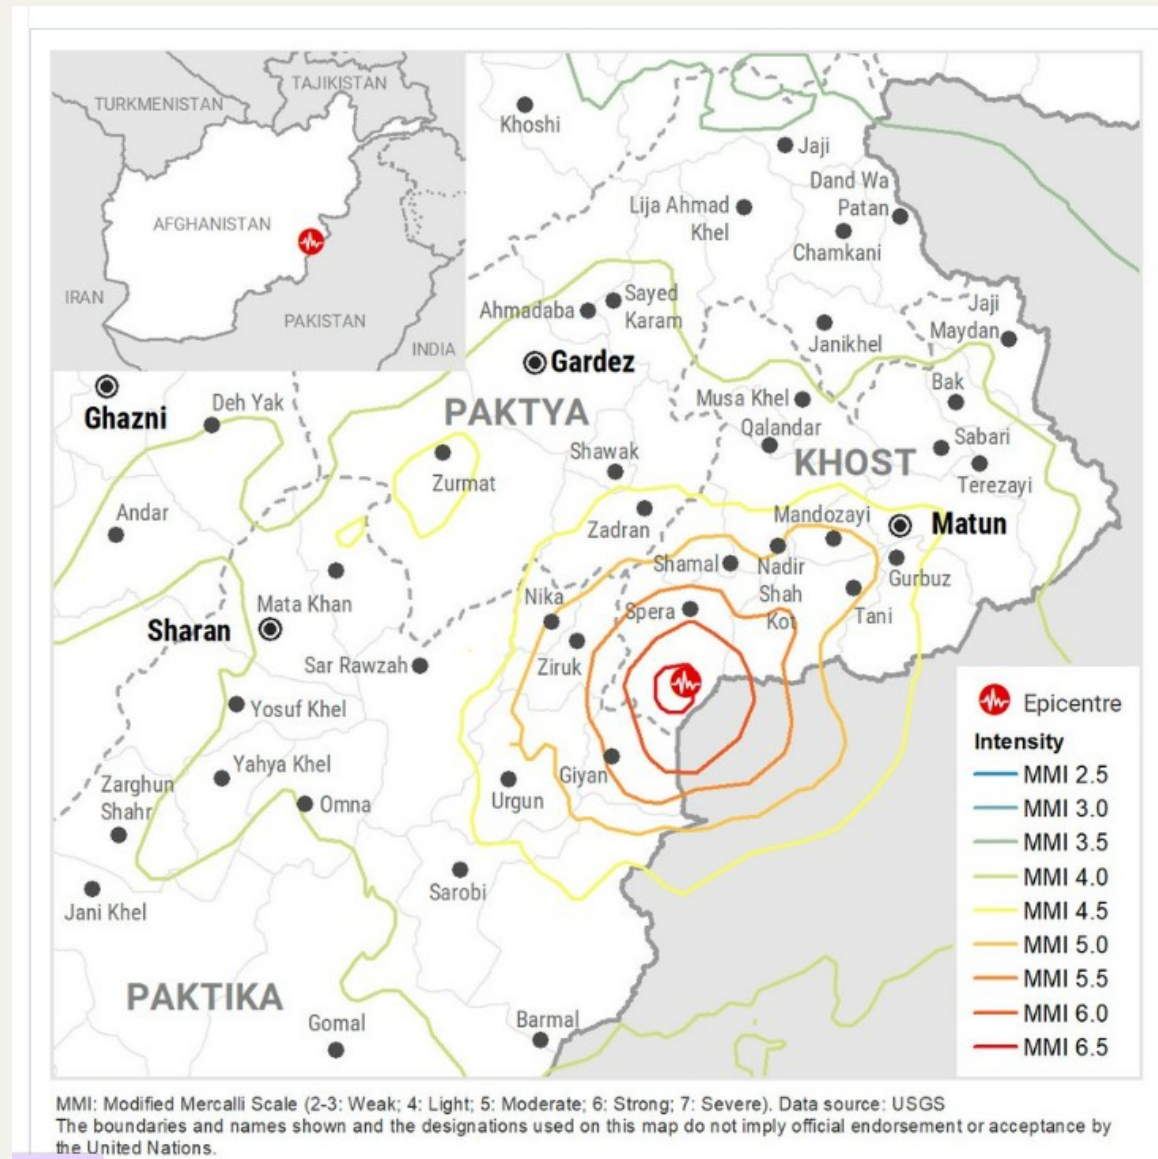 TAJIKISTAN
TURKMENISTAN
AFGHANISTAN
IRAN
PAKISTAN
INDIA
Khoshi
Jaji
Dand Wa
Patan
Lija Ahmad
Khel
Chamkani
Sayed
Karam
Ahmadaba
Jaji
Maydan
Janikhel
Gardez
Ghazni
Deh Yak
PAKTYA
Musa Khel
Bak
Qalandar
Sabari
Shawak
KHOST
Zurmat
Terezayi
Andar
Zadran
Mandozayi
Matun
Shamal
Nadir
Shah
Kot
Gurbuz
Nika
Spera
Tani
Mata Khan
Sharan
Sar Rawzah
Ziruk
Yosuf Khel
Yahya Khel
Giyan
Zarghun
Shahr
Omna
Urgun
Sarobi
Jani Khel
PAKTIKA
Gomal
Barmal
Epicentre
Intensity
MMI 2.5
MMI 3.0
MMI 3.5
MMI 4.0
MMI 4.5
MMI 5.0
MMI 5.5
MMI 6.0
MMI 6.5
MMI: Modified Mercalli Scale (2-3: Weak; 4: Light; 5: Moderate; 6: Strong; 7: Severe). Data source: USGS
The boundaries and names shown and the designations used on this map do not imply official endorsement or acceptance by
the United Nations.